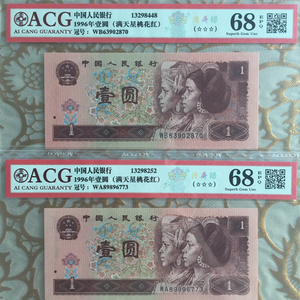 ACG
AI CANG GUARANTY
中国人民银行 13298448
1996年壹圆 (满天星桃花红)
冠号: WB63902870
(☆☆☆)
68 EPQ
Superb Gem Unc
中国人民银行
壹圆
1
1
WB63902870
ACG
AI CANG GUARANTY
中国人民银行 13298252
1996年壹圆 (满天星桃花红)
冠号: WA89896773
(☆☆☆)
68 EPQ
Superb Gem Unc
中国人民银行
壹圆
1
1
WA89896773